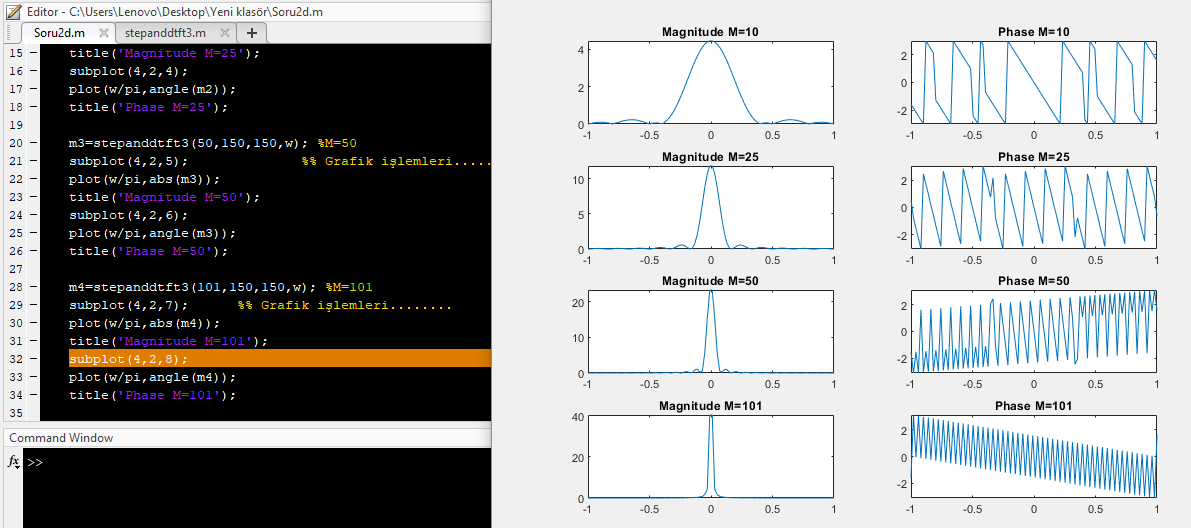 Editor - C:\Users\Lenovo\Desktop\Yeni klasör\Soru2d.m
Soru2d.m × stepanddtft3.m × +
15 − title('Magnitude M=25');
16 − subplot(4,2,4);
17 − plot(w/pi,angle(m2));
18 − title('Phase M=25');
19
20 − m3=stepanddtft3(50,150,150,w); %M=50
21 − subplot(4,2,5); %% Grafik işlemleri.....
22 − plot(w/pi,abs(m3));
23 − title('Magnitude M=50');
24 − subplot(4,2,6);
25 − plot(w/pi,angle(m3));
26 − title('Phase M=50');
27
28 − m4=stepanddtft3(101,150,150,w); %M=101
29 − subplot(4,2,7); %% Grafik işlemleri........
30 − plot(w/pi,abs(m4));
31 − title('Magnitude M=101');
32 − subplot(4,2,8);
33 − plot(w/pi,angle(m4));
34 − title('Phase M=101');
35
Command Window
fx >>
Magnitude M=10
4
2
0
-1 -0.5 0 0.5 1
Phase M=10
2
0
-2
-1 -0.5 0 0.5 1
Magnitude M=25
10
5
0
-1 -0.5 0 0.5 1
Phase M=25
2
0
-2
-1 -0.5 0 0.5 1
Magnitude M=50
20
10
0
-1 -0.5 0 0.5 1
Phase M=50
2
0
-2
-1 -0.5 0 0.5 1
Magnitude M=101
40
20
0
-1 -0.5 0 0.5 1
Phase M=101
2
0
-2
-1 -0.5 0 0.5 1